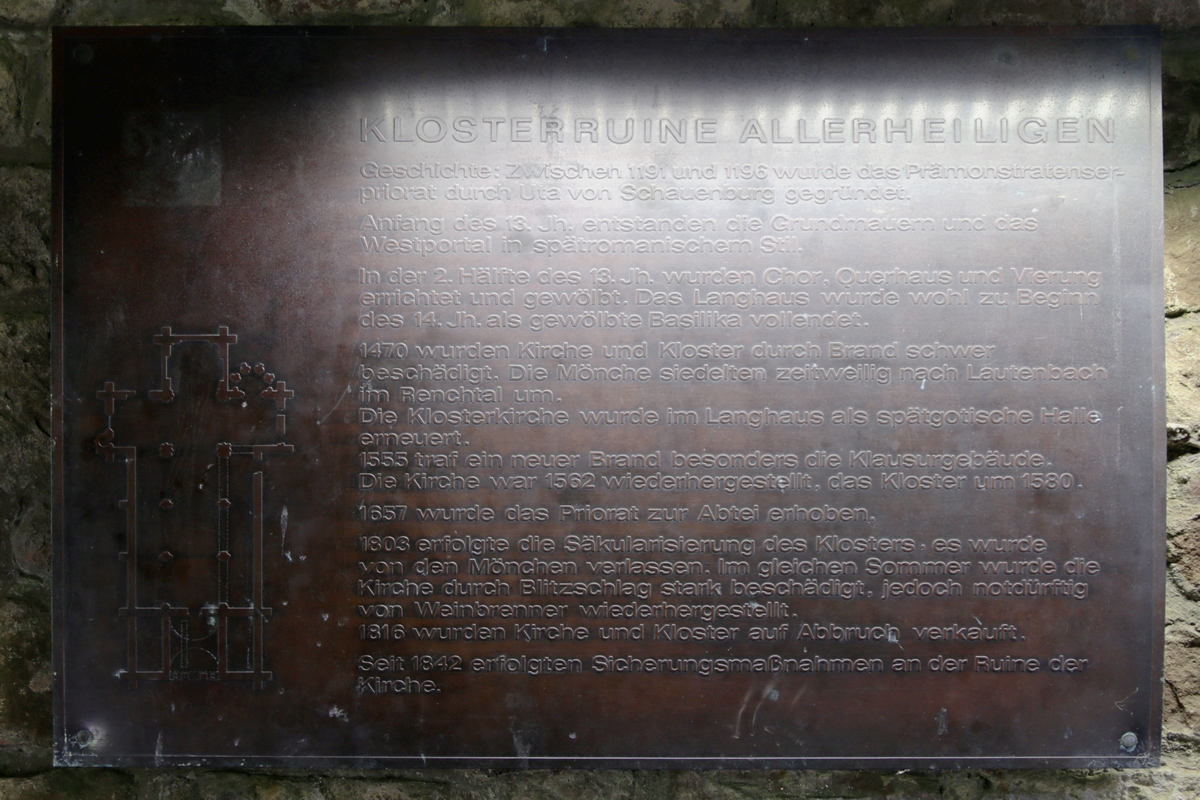 KLOSTERRUINE ALLERHEILIGEN
Geschichte: Zwischen 1191 und 1196 wurde das Prämonstratenser-
priorat durch Uta von Schauenburg gegründet.
Anfang des 13. Jh. entstanden die Grundmauern und das
Westportal in spätromanischem Stil.
In der 2. Hälfte des 13. Jh. wurden Chor, Querhaus und Vierung
errichtet und gewölbt. Das Langhaus wurde wohl zu Beginn
des 14. Jh. als gewölbte Basilika vollendet.
1470 wurden Kirche und Kloster durch Brand schwer
beschädigt. Die Mönche siedelten zeitweilig nach Lautenbach
im Renchtal um.
Die Klosterkirche wurde im Langhaus als spätgotische Halle
erneuert.
1555 traf ein neuer Brand besonders die Klausurgebäude.
Die Kirche war 1562 wiederhergestellt, das Kloster um 1580.
1657 wurde das Priorat zur Abtei erhoben.
1803 erfolgte die Säkularisierung des Klosters, es wurde
von den Mönchen verlassen. Im gleichen Sommer wurde die
Kirche durch Blitzschlag stark beschädigt, jedoch notdürftig
von Weinbrenner wiederhergestellt.
1816 wurden Kirche und Kloster auf Abbruch verkauft.
Seit 1842 erfolgten Sicherungsmaßnahmen an der Ruine der
Kirche.